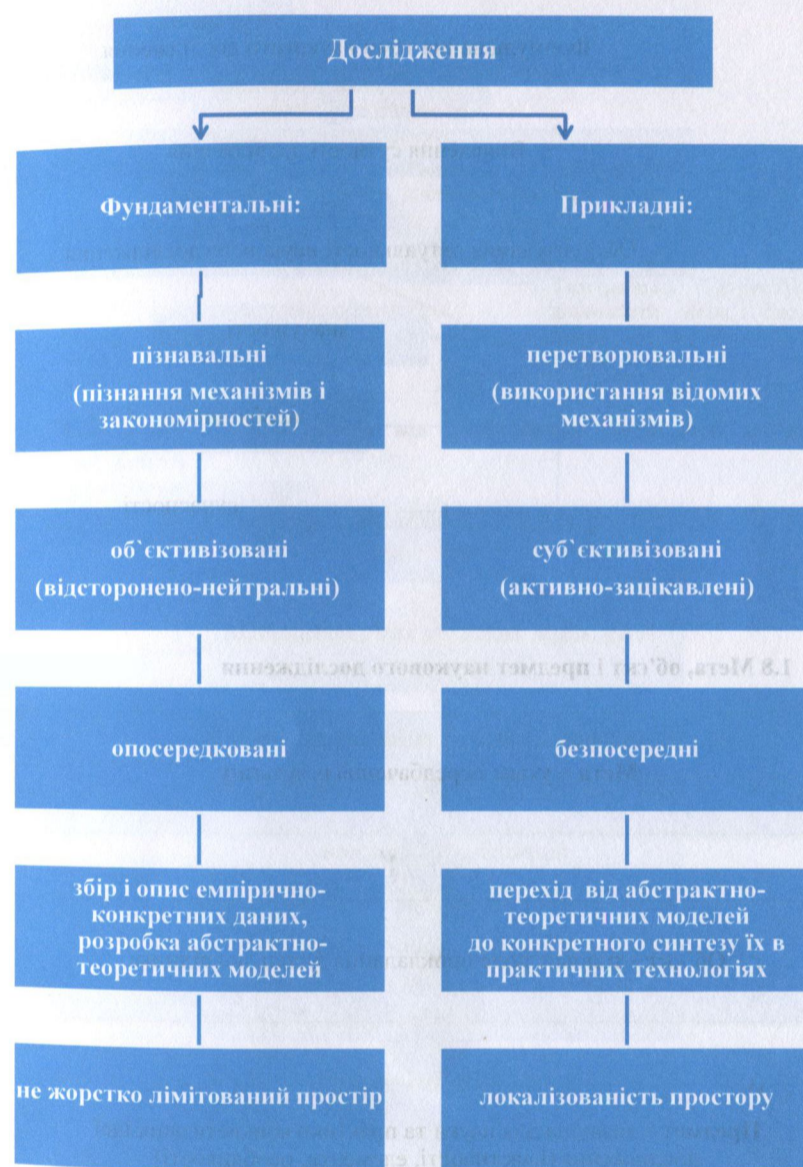 Дослідження
Фундаментальні:
пізнавальні
(пізнання механізмів і
закономірностей)
об`єктивізовані
(відсторонено-нейтральні)
опосередковані
збір і опис емпірично-
конкретних даних,
розробка абстрактно-
теоретичних моделей
не жорстко лімітований простір
Прикладні:
перетворювальні
(використання відомих
механізмів)
суб`єктивізовані
(активно-зацікавлені)
безпосередні
перехід від абстрактно-
теоретичних моделей
до конкретного синтезу їх в
практичних технологіях
локалізованість простору
1.8 Мета, об'єкт і предмет наукового дослідження